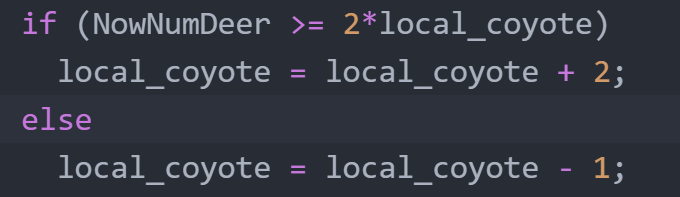 if (NowNumDeer >= 2*local_coyote)
  local_coyote = local_coyote + 2;
else
  local_coyote = local_coyote - 1;